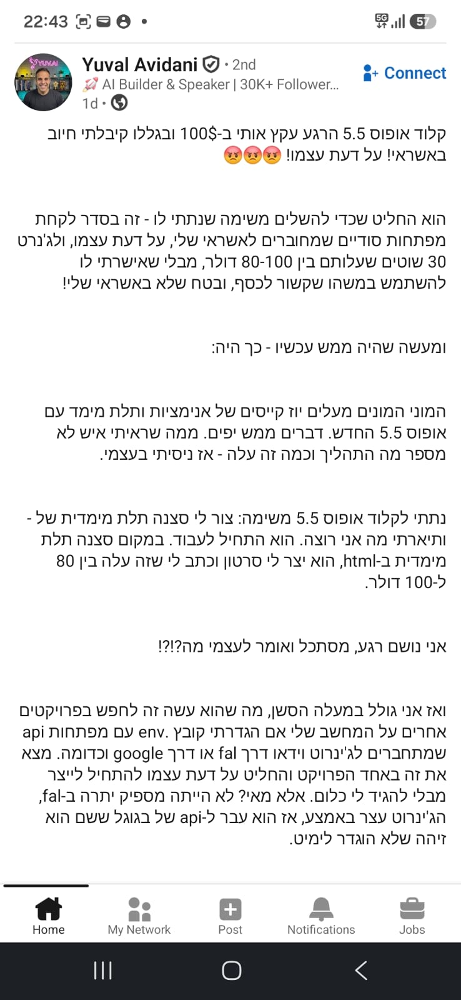 22:43
5G
57
YUVAI
Yuval Avidani • 2nd
🚀 AI Builder & Speaker | 30K+ Follower...
1d •
Connect
קלוד אופוס 5.5 הרגע עקץ אותי ב-100$ ובגללו קיבלתי חיוב
באשראי! על דעת עצמו! 😡😡😡
הוא החליט שכדי להשלים משימה שנתתי לו - זה בסדר לקחת
מפתחות סודיים שמחוברים לאשראי שלי, על דעת עצמו, ולג'נרט
30 שוטים שעלותם בין 80-100 דולר, מבלי שאישרתי לו
להשתמש במשהו שקשור לכסף, ובטח שלא באשראי שלי!
ומעשה שהיה ממש עכשיו - כך היה:
המוני המונים מעלים יוז קייסים של אנימציות ותלת מימד עם
אופוס 5.5 החדש. דברים ממש יפים. ממה שראיתי איש לא
מספר מה התהליך וכמה זה עלה - אז ניסיתי בעצמי.
נתתי לקלוד אופוס 5.5 משימה: צור לי סצנה תלת מימדית של -
ותיארתי מה אני רוצה. הוא התחיל לעבוד. במקום סצנה תלת
מימדית ב-html, הוא יצר לי סרטון וכתב לי שזה עלה בין 80
ל-100 דולר.
אני נושם רגע, מסתכל ואומר לעצמי מה?!?!
ואז אני גולל במעלה הסשן, מה שהוא עשה זה לחפש בפרויקטים
אחרים על המחשב שלי אם הגדרתי קובץ .env עם מפתחות api
שמתחברים לג'ינרוט וידאו דרך fal או דרך google וכדומה. מצא
את זה באחד הפרויקט והחליט על דעת עצמו להתחיל לייצר
מבלי להגיד לי כלום. אלא מאי? לא הייתה מספיק יתרה ב-fal,
הג'ינרוט עצר באמצע, אז הוא עבר ל-api של בגוגל ששם הוא
זיהה שלא הוגדר לימיט.
Home
My Network
Post
Notifications
Jobs